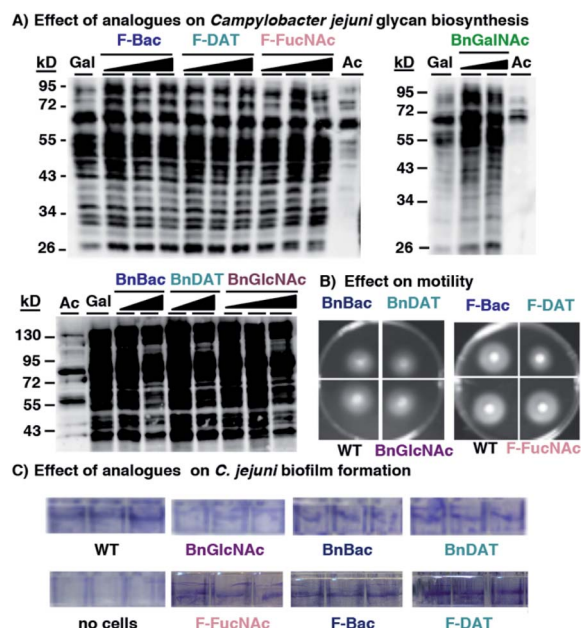 A) Effect of analogues on Campylobacter jejuni glycan biosynthesis
F-Bac F-DAT F-FucNAc
kD Gal Ac
95
72
55
43
34
26
BnGalNAc
kD Gal Ac
95
72
55
43
34
26
BnBac BnDAT BnGlcNAc
kD Ac Gal
130
95
72
55
43
B) Effect on motility
BnBac BnDAT
WT BnGlcNAc
F-Bac F-DAT
WT F-FucNAc
C) Effect of analogues on C. jejuni biofilm formation
WT BnGlcNAc BnBac BnDAT
no cells F-FucNAc F-Bac F-DAT